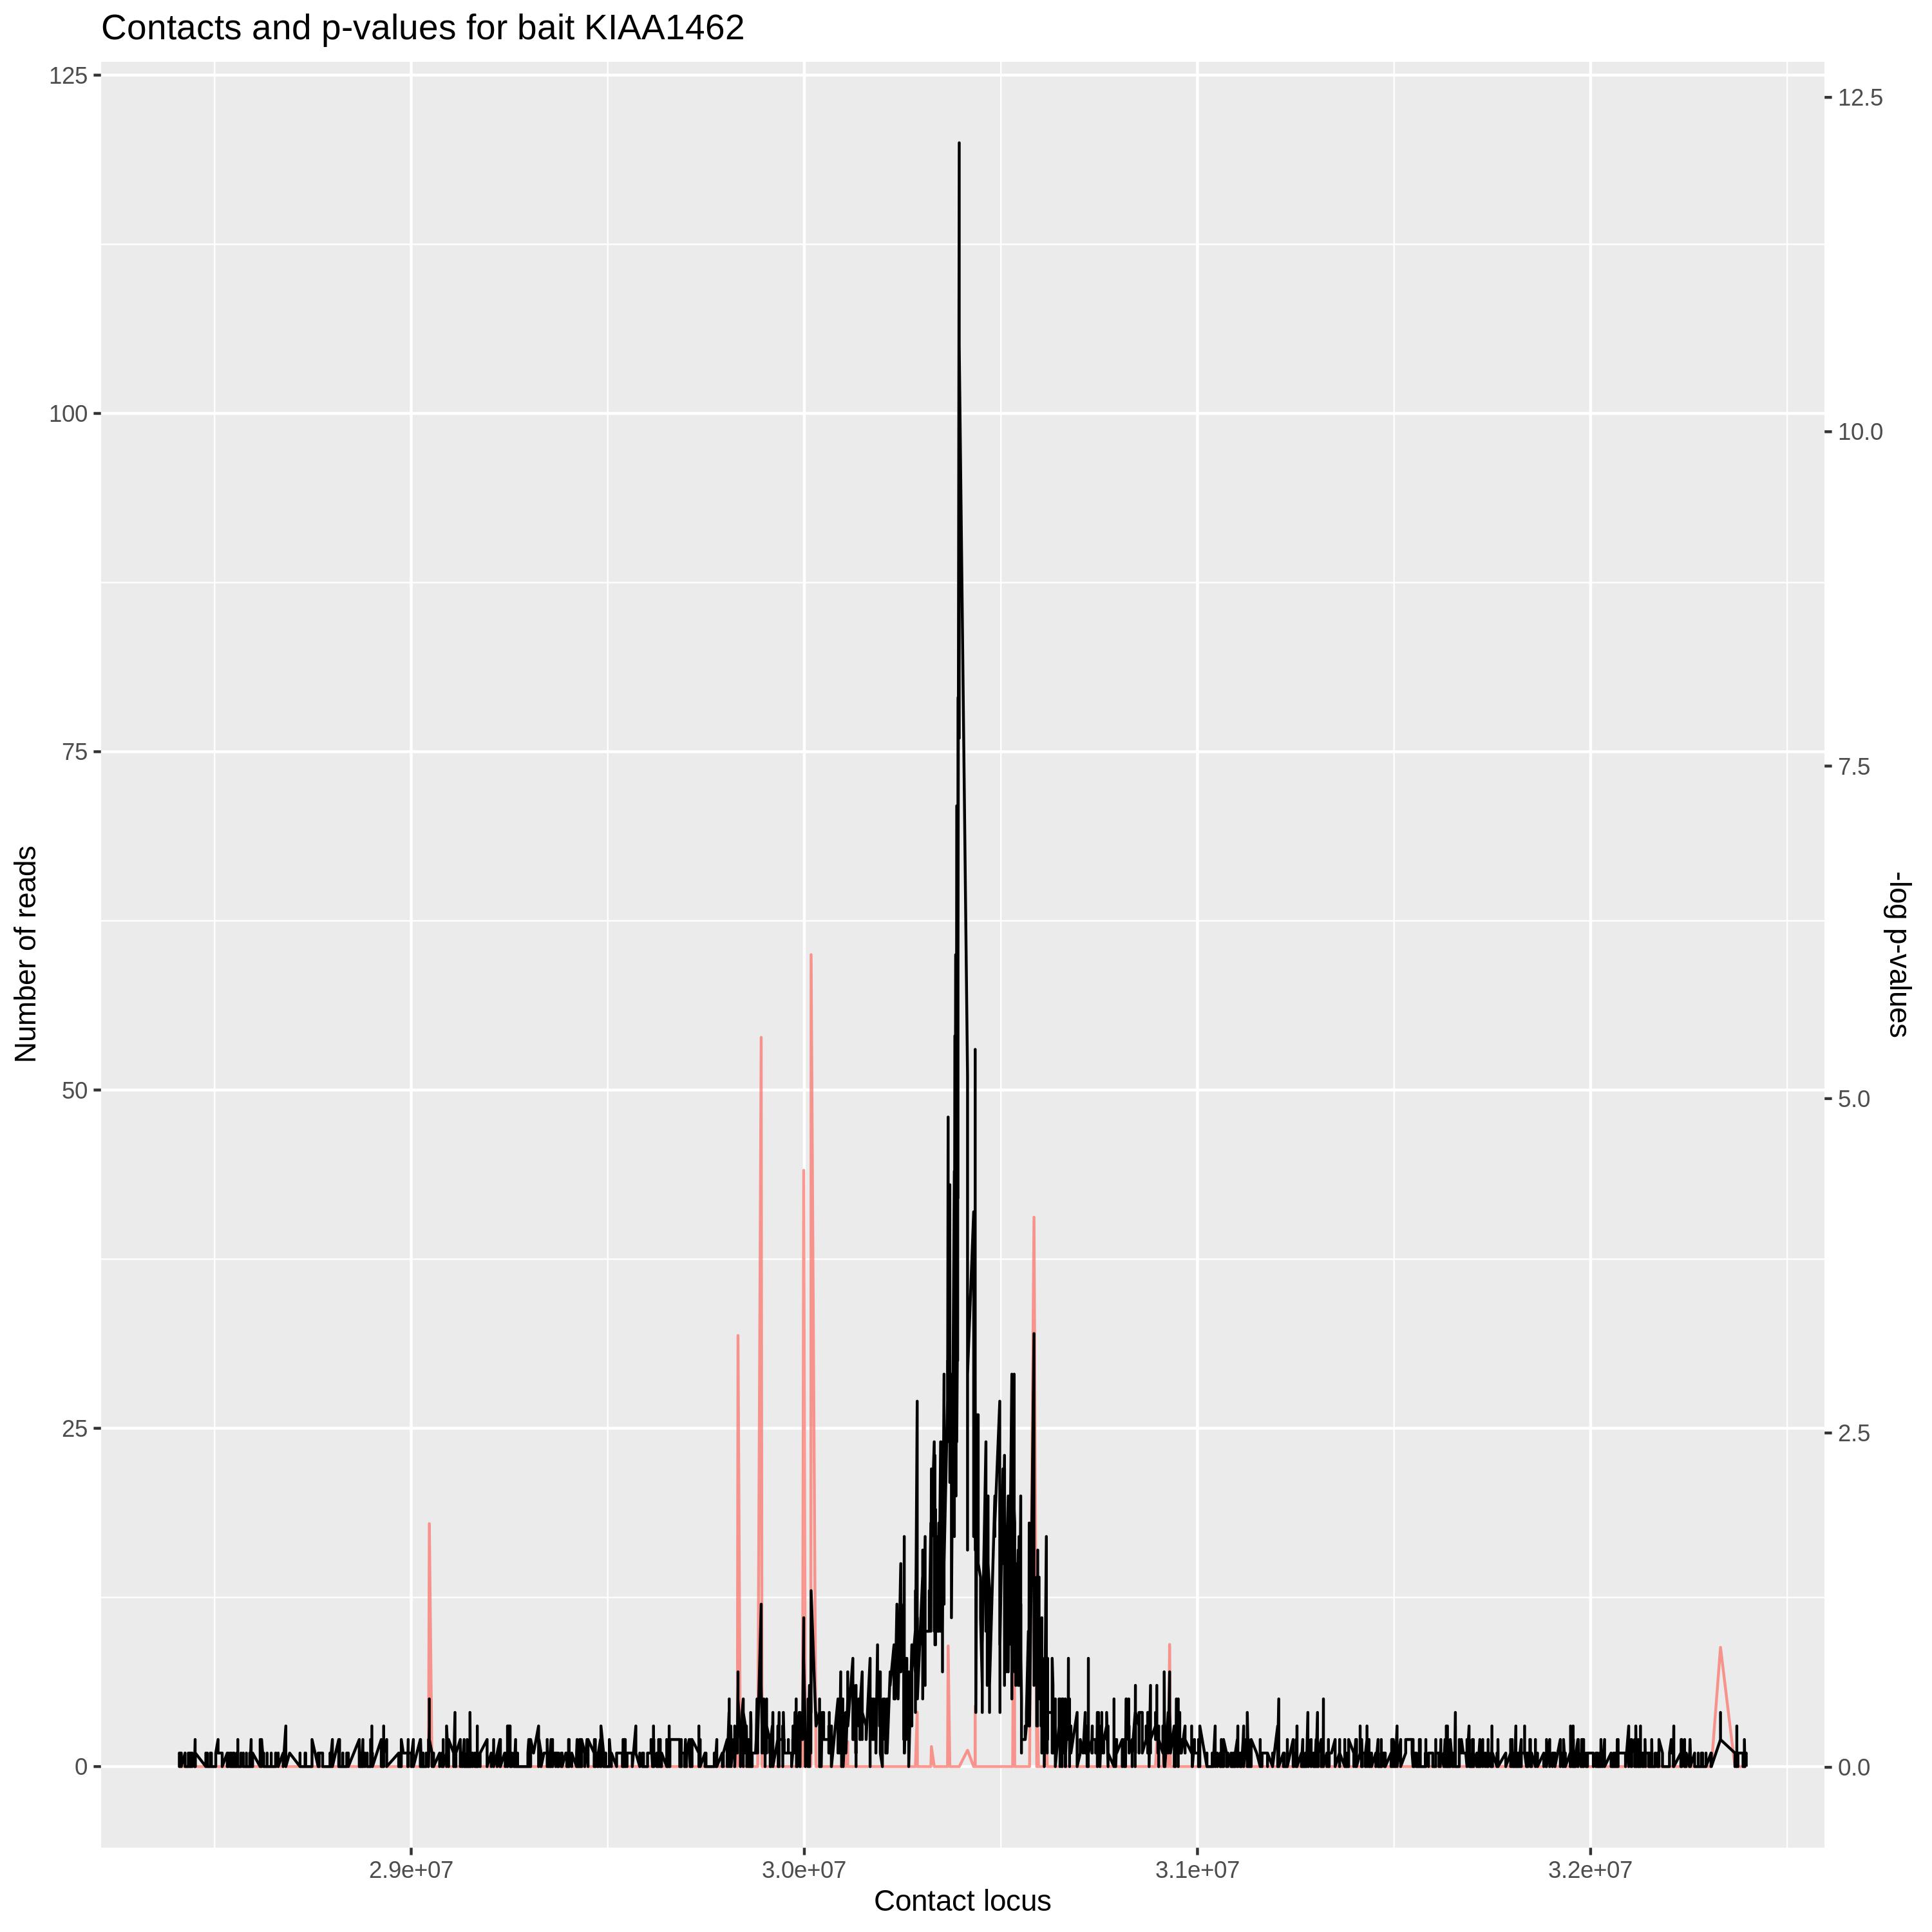 Contacts and p-values for bait KIAA1462
125
100
75
50
25
0
Number of reads
12.5
10.0
7.5
5.0
2.5
0.0
-log p-values
2.9e+07
3.0e+07
3.1e+07
3.2e+07
Contact locus